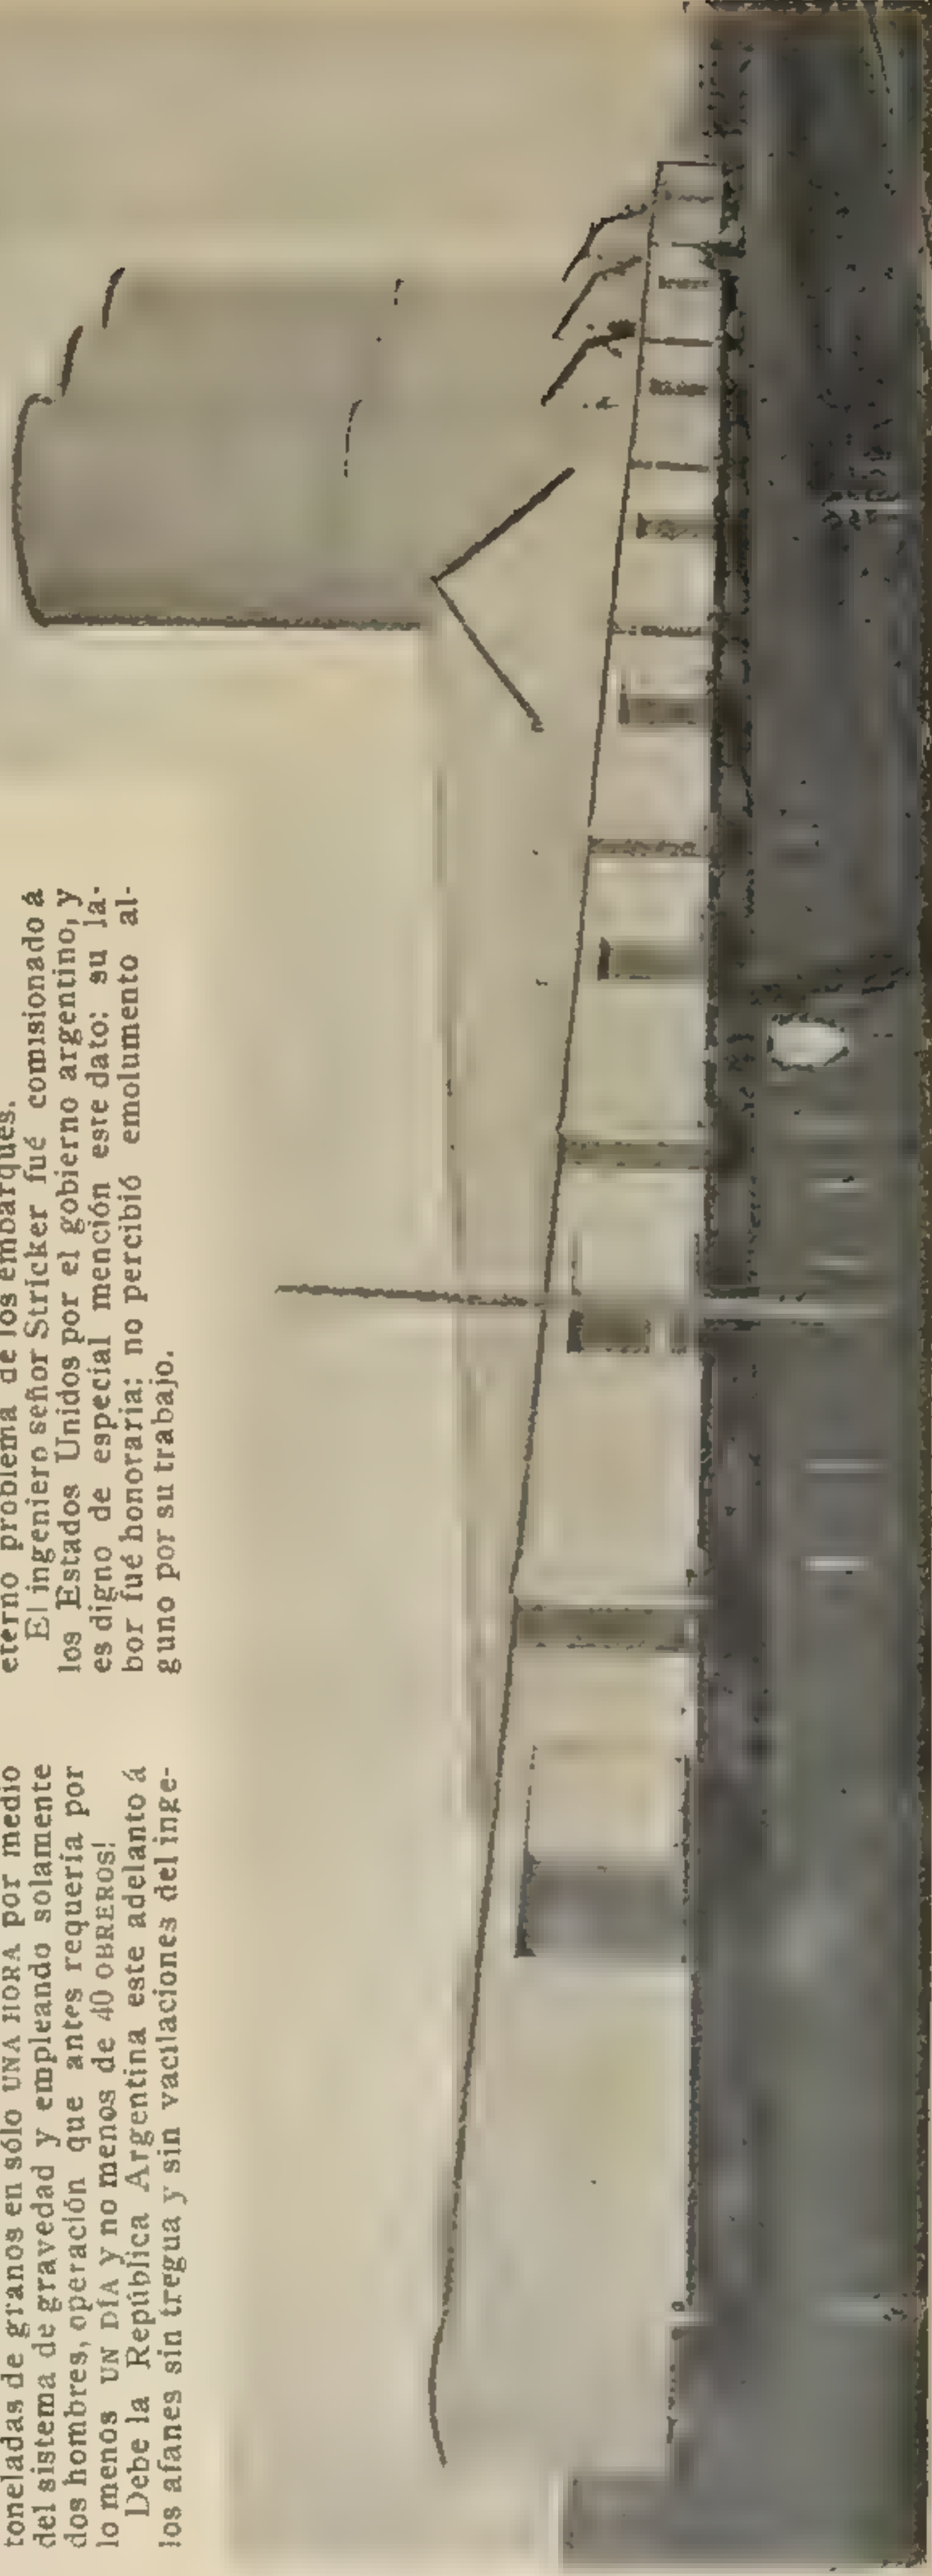 toneladas de granos en sólo UNA HORA por medio
del sistema de gravedad y empleando solamente
dos hombres, operación que antes requería por
lo menos UN DÍA y no menos de 40 OBREROS!
Debe la República Argentina este adelanto á
los afanes sin tregua y sin vacilaciones del inge-
eterno problema de los embarques.
El ingeniero señor Stricker fué comisionado á
los Estados Unidos por el gobierno argentino, y
es digno de especial mención este dato: su la-
bor fué honoraria; no percibió emolumento al-
guno por su trabajo.